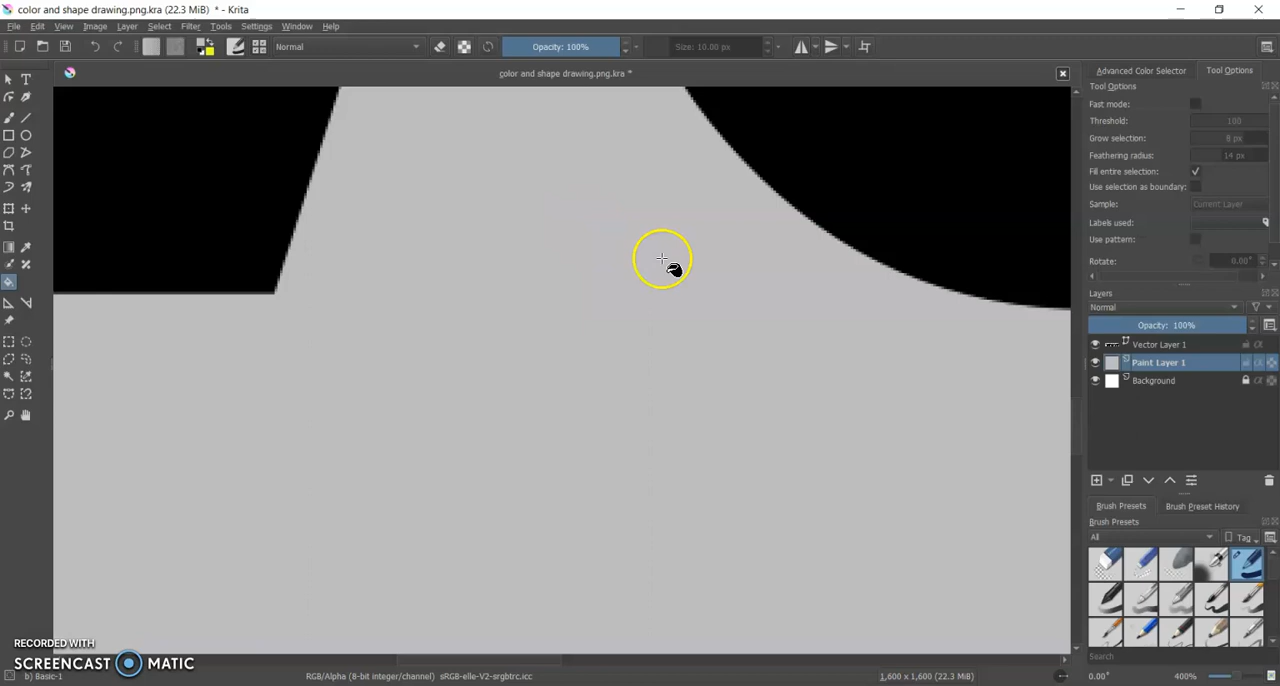 color and shape drawing.png.kra (22.3 MiB) * - Krita
File Edit View Image Layer Select Filter Tools Settings Window Help
Normal Opacity: 100% Size: 10.00 px
color and shape drawing.png.kra *
Advanced Color Selector Tool Options
Tool Options
Fast mode:
Threshold: 100
Grow selection: 8 px
Feathering radius: 14 px
Fill entire selection:
Use selection as boundary:
Sample: Current Layer
Labels used:
Use pattern:
Rotate: 0.00°
Layers
Normal
Opacity: 100%
Vector Layer 1
Paint Layer 1
Background
Brush Presets Brush Preset History
Brush Presets
All Tag
Search
RECORDED WITH
SCREENCAST MATIC
b) Basic-1 RGB/Alpha (8-bit integer/channel) sRGB-elle-V2-srgbtrc.icc 1,600 x 1,600 (22.3 MiB) 0.00° 400%